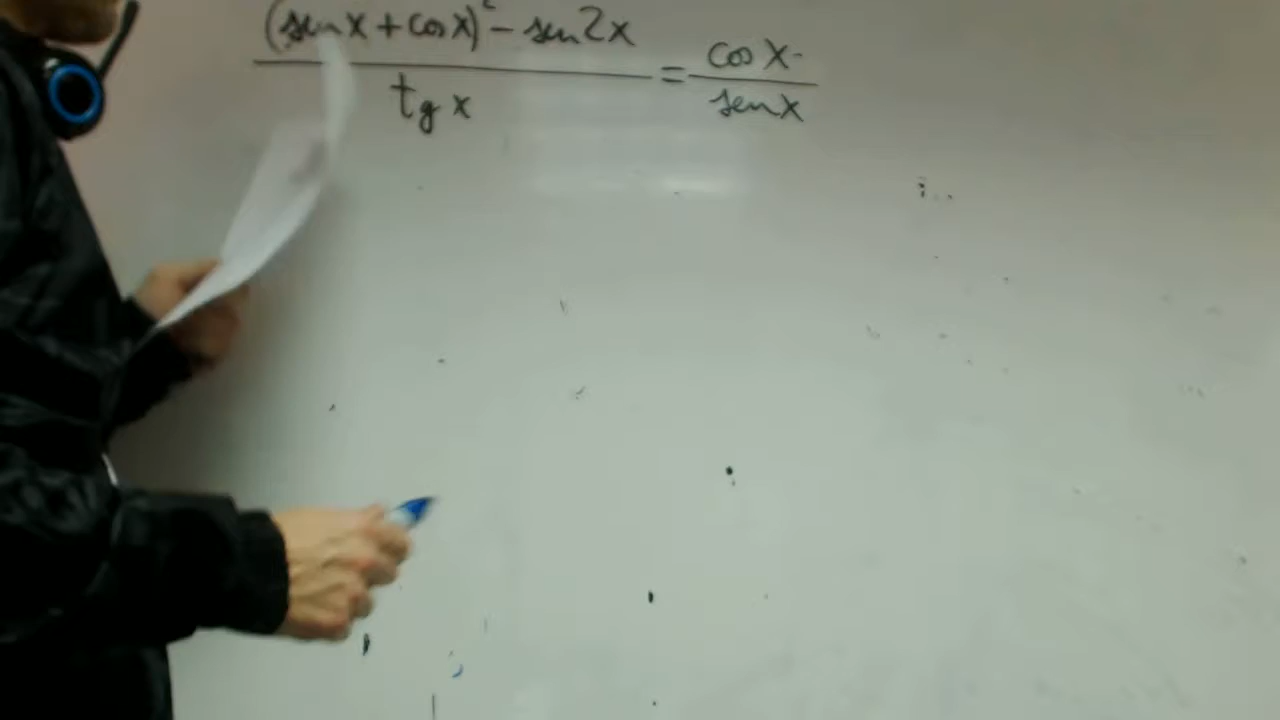 (sen x + cos x)² - sen 2x / tg x = cos x / sen x